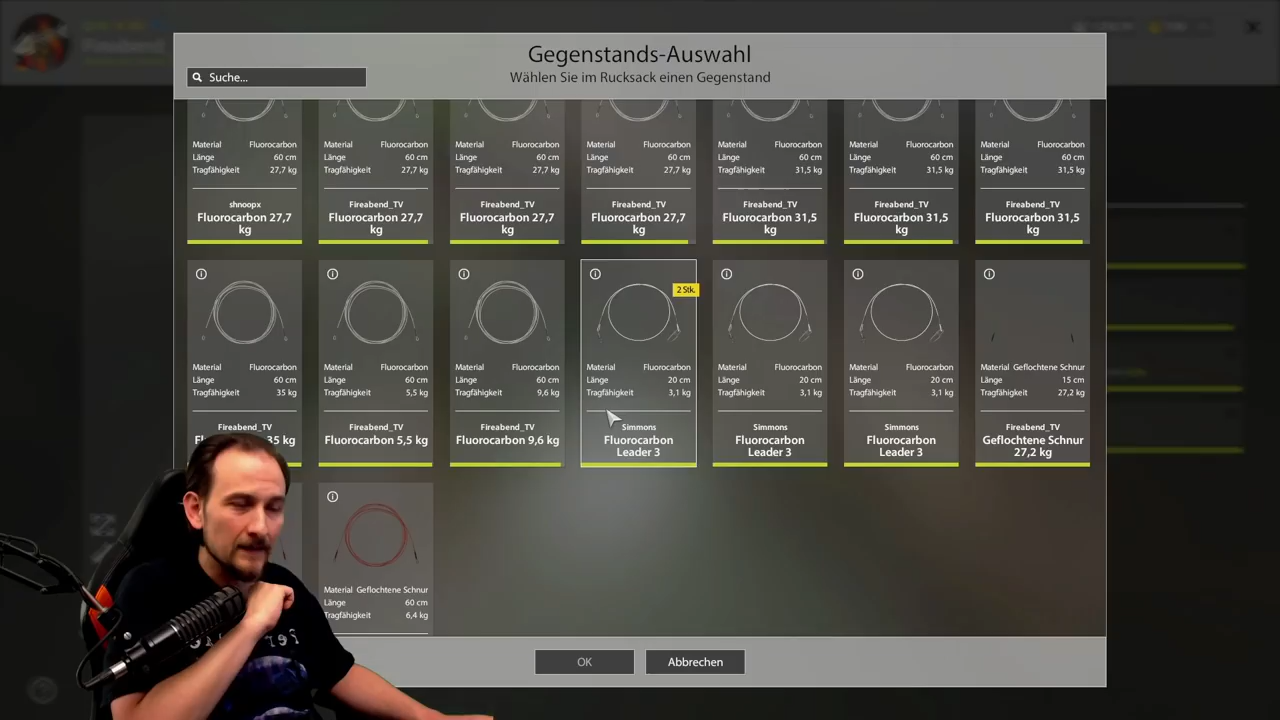 Gegenstands-Auswahl
Wählen Sie im Rucksack einen Gegenstand
Suche...
Material Fluorocarbon
Länge 60 cm
Tragfähigkeit 27,7 kg
shnoopx
Fluorocarbon 27,7
kg
Material Fluorocarbon
Länge 60 cm
Tragfähigkeit 27,7 kg
Fireabend_TV
Fluorocarbon 27,7
kg
Material Fluorocarbon
Länge 60 cm
Tragfähigkeit 27,7 kg
Fireabend_TV
Fluorocarbon 27,7
kg
Material Fluorocarbon
Länge 60 cm
Tragfähigkeit 27,7 kg
Fireabend_TV
Fluorocarbon 27,7
kg
Material Fluorocarbon
Länge 60 cm
Tragfähigkeit 31,5 kg
Fireabend_TV
Fluorocarbon 31,5
kg
Material Fluorocarbon
Länge 60 cm
Tragfähigkeit 31,5 kg
Fireabend_TV
Fluorocarbon 31,5
kg
Material Fluorocarbon
Länge 60 cm
Tragfähigkeit 31,5 kg
Fireabend_TV
Fluorocarbon 31,5
kg
Material Fluorocarbon
Länge 60 cm
Tragfähigkeit 35 kg
Fireabend_TV
35 kg
Material Fluorocarbon
Länge 60 cm
Tragfähigkeit 5,5 kg
Fireabend_TV
Fluorocarbon 5,5 kg
Material Fluorocarbon
Länge 60 cm
Tragfähigkeit 9,6 kg
Fireabend_TV
Fluorocarbon 9,6 kg
2 Stk.
Material Fluorocarbon
Länge 20 cm
Tragfähigkeit 3,1 kg
Simmons
Fluorocarbon
Leader 3
Material Fluorocarbon
Länge 20 cm
Tragfähigkeit 3,1 kg
Simmons
Fluorocarbon
Leader 3
Material Fluorocarbon
Länge 20 cm
Tragfähigkeit 3,1 kg
Simmons
Fluorocarbon
Leader 3
Material Geflochtene Schnur
Länge 15 cm
Tragfähigkeit 27,2 kg
Fireabend_TV
Geflochtene Schnur
27,2 kg
Material Geflochtene Schnur
Länge 60 cm
Tragfähigkeit 6,4 kg
OK
Abbrechen